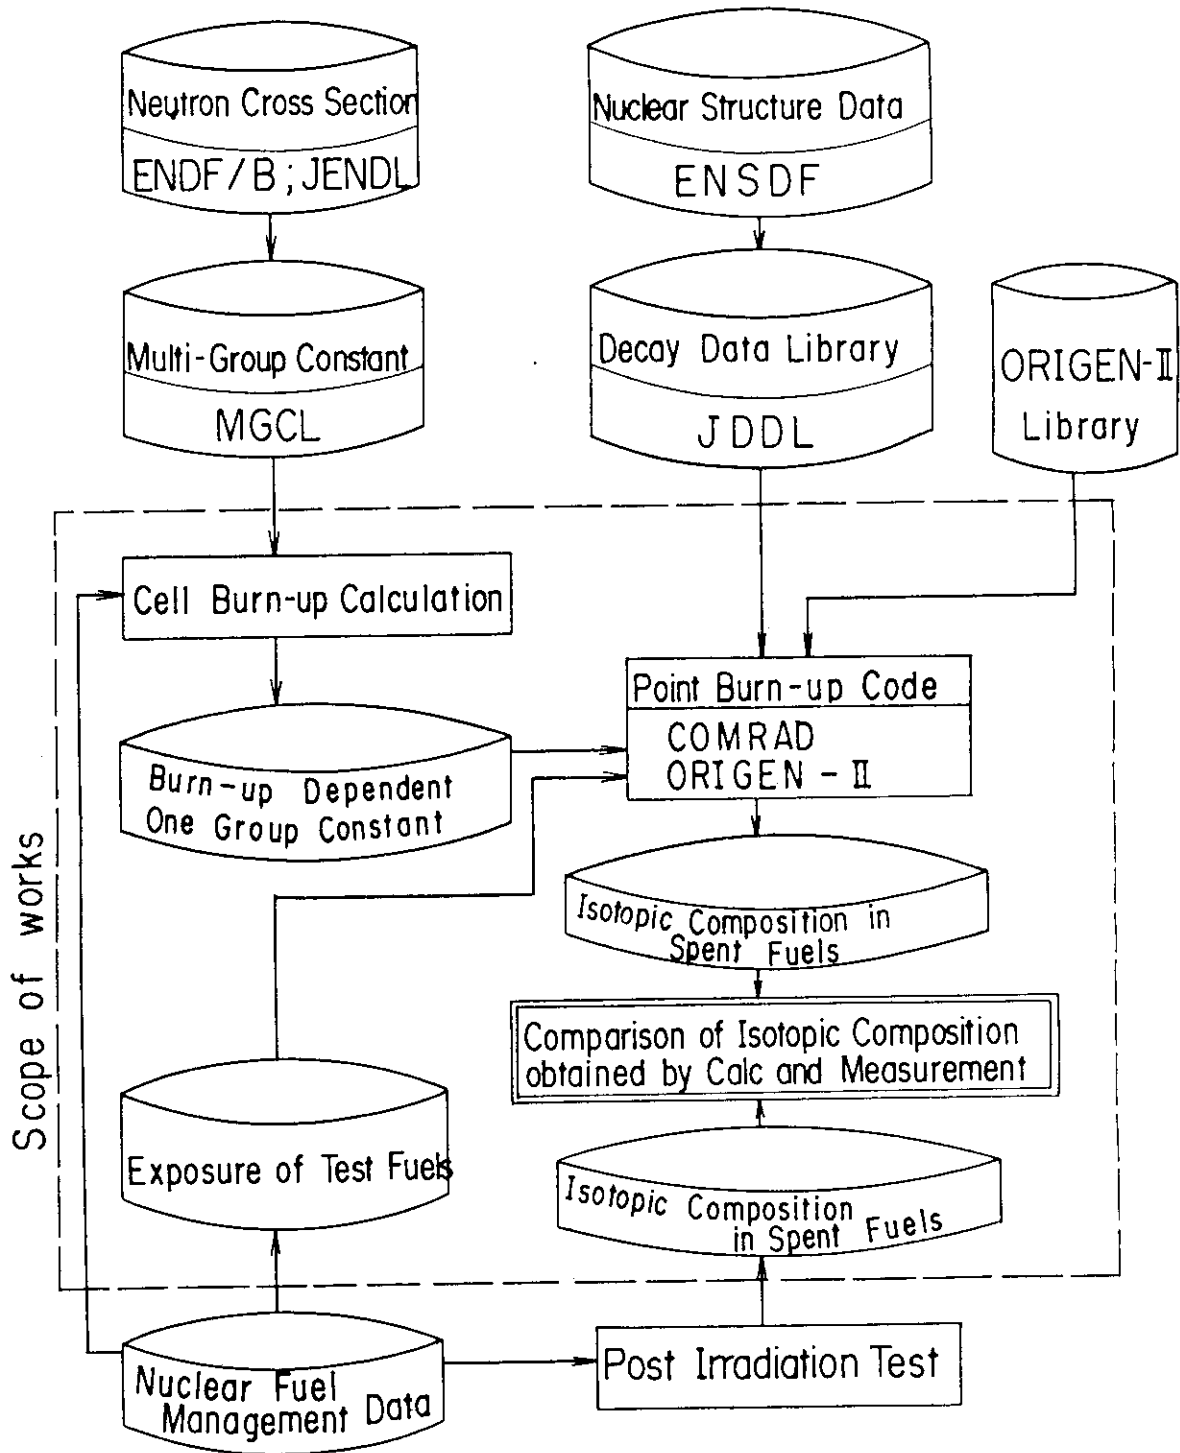 Neutron Cross Section
ENDF/B ; JENDL
Nuclear Structure Data
ENSDF
Multi-Group Constant
MGCL
Decay Data Library
JDDL
ORIGEN-II
Library
Scope of works
Cell Burn-up Calculation
Point Burn-up Code
COMRAD
ORIGEN - II
Burn-up Dependent
One Group Constant
Isotopic Composition in
Spent Fuels
Comparison of Isotopic Composition
obtained by Calc and Measurement
Exposure of Test Fuels
Isotopic Composition
in Spent Fuels
Nuclear Fuel
Management Data
Post Irradiation Test